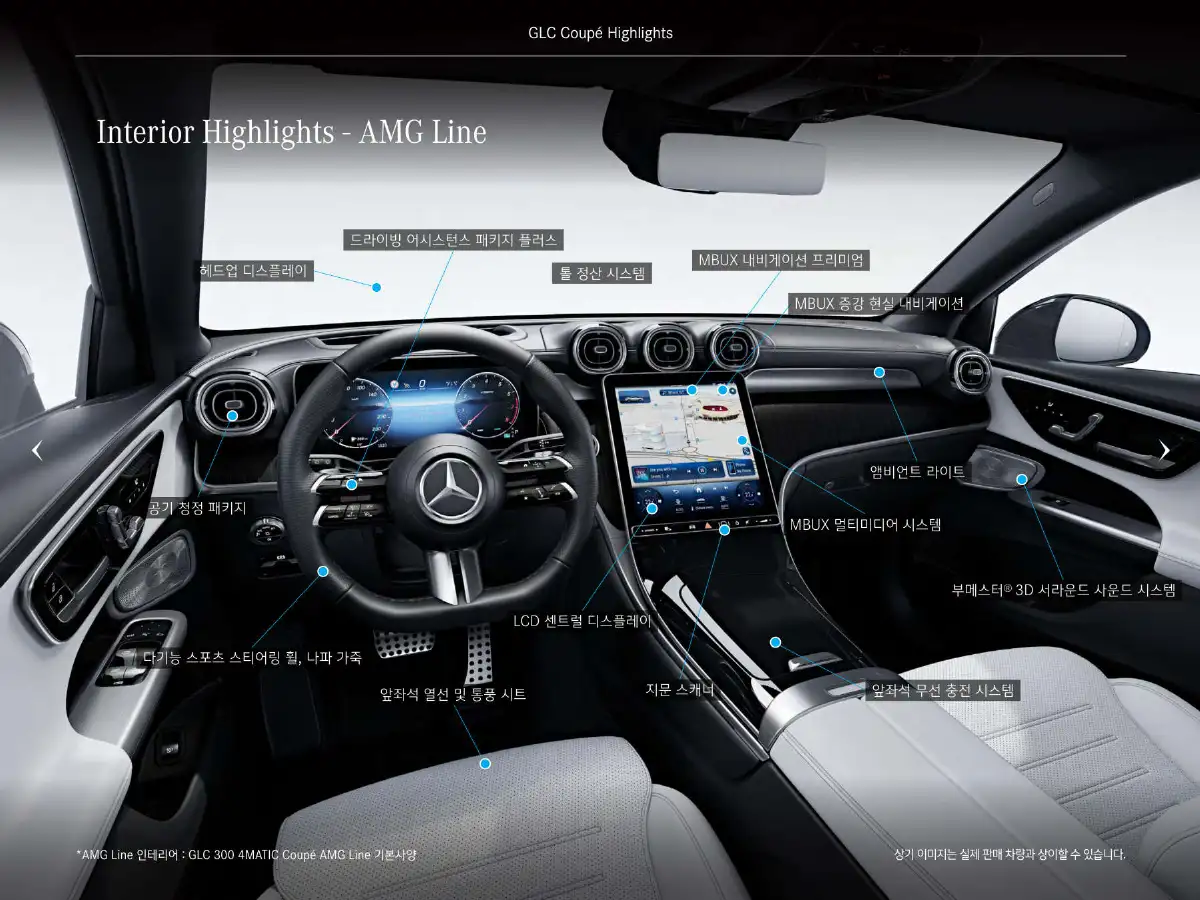 GLC Coupé Highlights
Interior Highlights - AMG Line
드라이빙 어시스턴스 패키지 플러스
헤드업 디스플레이
톨 정산 시스템
MBUX 내비게이션 프리미엄
MBUX 증강 현실 내비게이션
앰비언트 라이트
공기 청정 패키지
MBUX 멀티미디어 시스템
부메스터® 3D 서라운드 사운드 시스템
LCD 센트럴 디스플레이
다기능 스포츠 스티어링 휠, 나파 가죽
앞좌석 열선 및 통풍 시트
지문 스캐너
앞좌석 무선 충전 시스템
*AMG Line 인테리어 : GLC 300 4MATIC Coupé AMG Line 기본사양
상기 이미지는 실제 판매 차량과 상이할 수 있습니다.